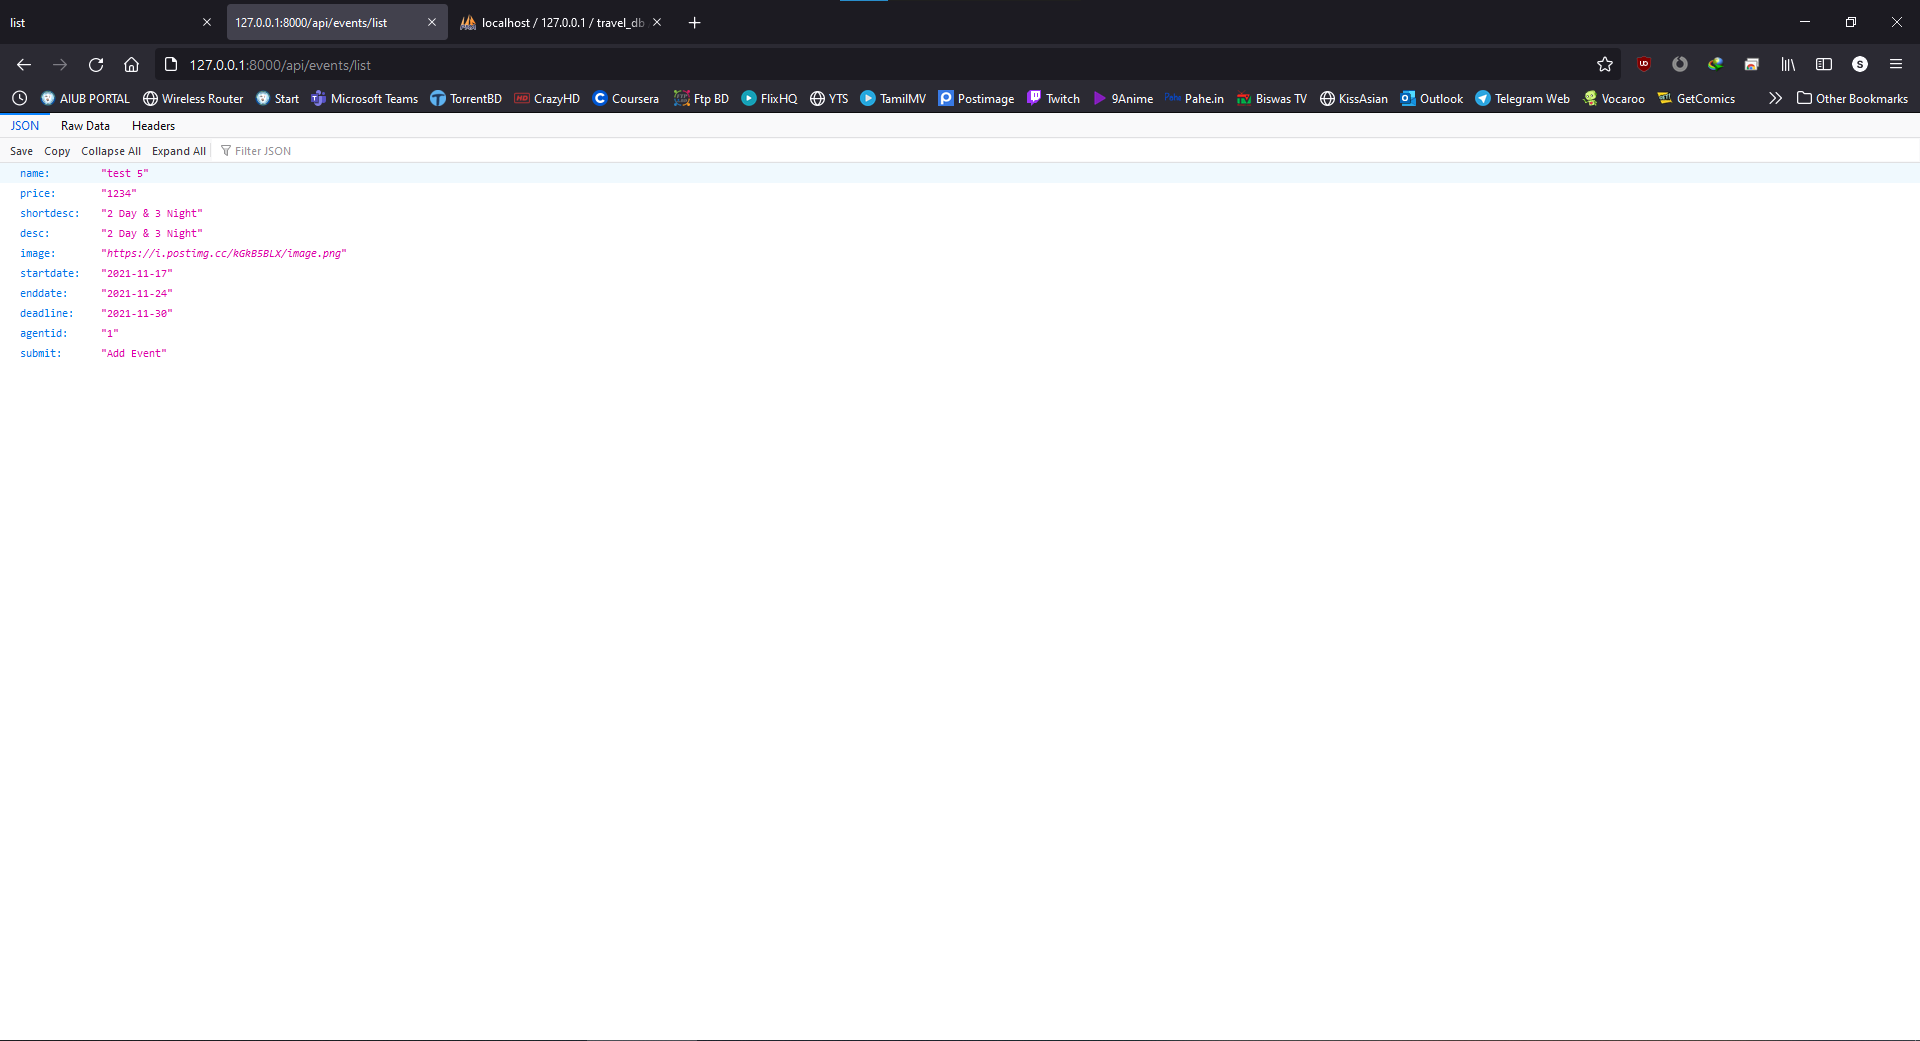 list
127.0.0.1:8000/api/events/list
localhost / 127.0.0.1 / travel_db
127.0.0.1:8000/api/events/list
AIUB PORTAL Wireless Router Start Microsoft Teams TorrentBD CrazyHD Coursera Ftp BD FlixHQ YTS TamilMV Postimage Twitch 9Anime Pahe.in Biswas TV KissAsian Outlook Telegram Web Vocaroo GetComics Other Bookmarks
JSON Raw Data Headers
Save Copy Collapse All Expand All Filter JSON
name: "test 5"
price: "1234"
shortdesc: "2 Day & 3 Night"
desc: "2 Day & 3 Night"
image: "https://i.postimg.cc/kGkB5BLX/image.png"
startdate: "2021-11-17"
enddate: "2021-11-24"
deadline: "2021-11-30"
agentid: "1"
submit: "Add Event"